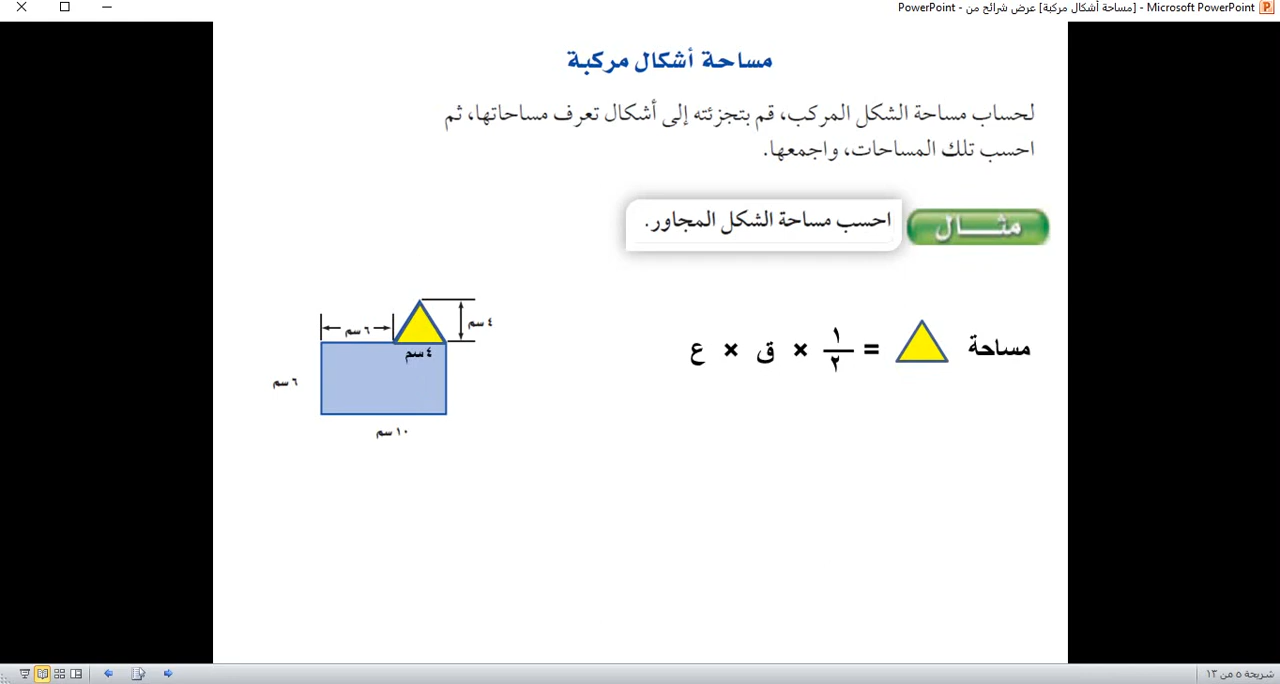 Microsoft PowerPoint - [مساحة أشكال مركبة] عرض شرائح من - PowerPoint
مساحة أشكال مركبة
لحساب مساحة الشكل المركب، قم بتجزئته إلى أشكال تعرف مساحاتها، ثم
احسب تلك المساحات، واجمعها.
مثــــال
احسب مساحة الشكل المجاور.
٤ سم
٦ سم
٤ سم
٦ سم
١٠ سم
مساحة = ١/٢ × ق × ع
شريحة ٥ من ١٣